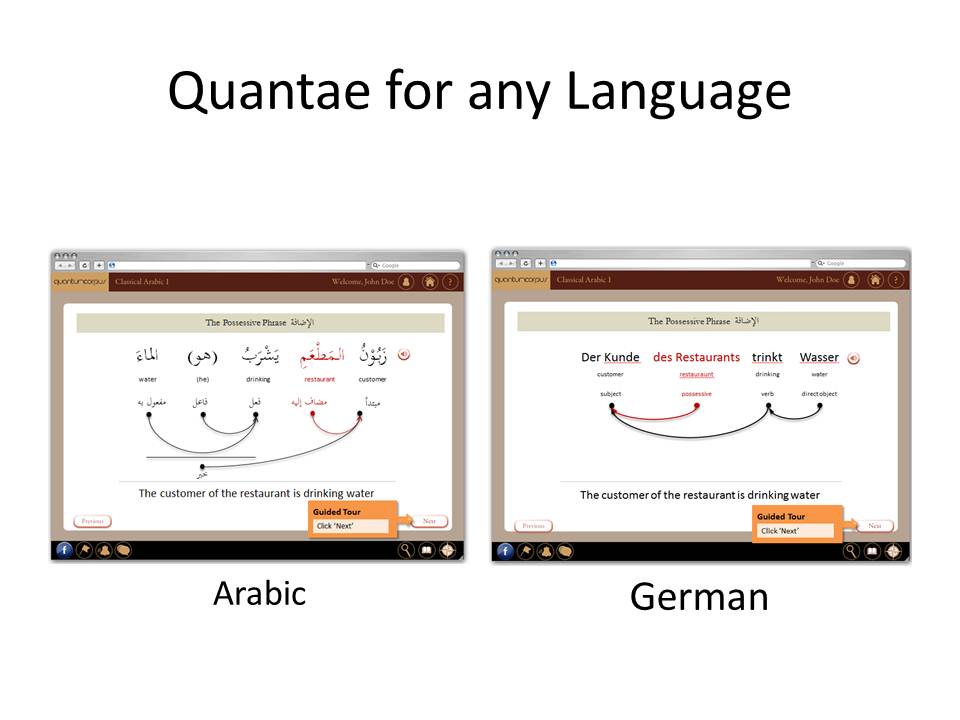 Quantae for any Language
Google
quantumcorpus Classical Arabic 1 Welcome, John Doe ?
The Possessive Phrase الإضافة
زَبُوْنُ المَطْعَمِ يَشْرَبُ (هو) الماءَ
water (he) drinking restaurant customer
مبتدأ مضاف إليه فعل فاعل مفعول به
خبر
The customer of the restaurant is drinking water
Guided Tour
Click 'Next'
Previous Next
f
Arabic
Google
quantumcorpus Classical Arabic 1 Welcome, John Doe ?
The Possessive Phrase الإضافة
Der Kunde des Restaurants trinkt Wasser
customer restauraunt drinking water
subject possessive verb direct object
The customer of the restaurant is drinking water
Guided Tour
Click 'Next'
Previous Next
f
German